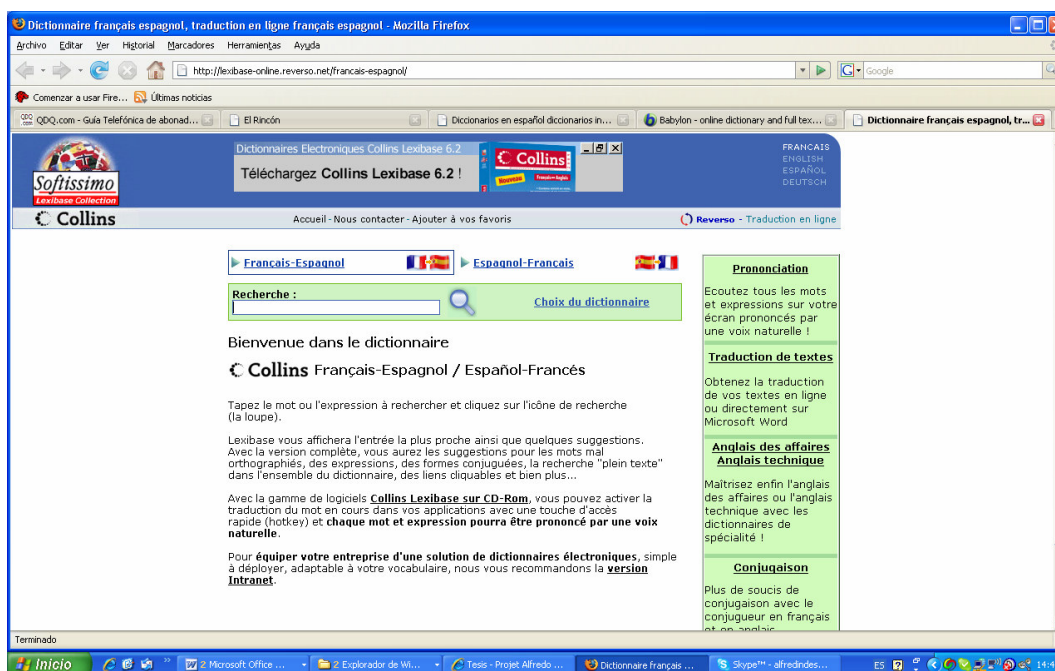 Dictionnaire français espagnol, traduction en ligne français espagnol - Mozilla Firefox
Archivo Editar Ver Historial Marcadores Herramientas Ayuda
http://lexibase-online.reverso.net/francais-espagnol/
Google
Comenzar a usar Fire... Últimas noticias
QDQ.com - Guía Telefónica de abonad... El Rincón Diccionarios en español diccionarios in... Babylon - online dictionary and full tex... Dictionnaire français espagnol, tr...
Softissimo
Lexibase Collection
Dictionnaires Electroniques Collins Lexibase 6.2
Téléchargez Collins Lexibase 6.2 !
Collins
Nouveau
FRANCAIS
ENGLISH
ESPAÑOL
DEUTSCH
Collins
Accueil - Nous contacter - Ajouter à vos favoris
Reverso - Traduction en ligne
Francais-Espagnol
Espagnol-Francais
Recherche :
Choix du dictionnaire
Bienvenue dans le dictionnaire
Collins Français-Espagnol / Español-Francés
Tapez le mot ou l'expression à rechercher et cliquez sur l'icône de recherche
(la loupe).
Lexibase vous affichera l'entrée la plus proche ainsi que quelques suggestions.
Avec la version complète, vous aurez les suggestions pour les mots mal
orthographiés, des expressions, des formes conjuguées, la recherche "plein texte"
dans l'ensemble du dictionnaire, des liens cliquables et bien plus...
Avec la gamme de logiciels Collins Lexibase sur CD-Rom, vous pouvez activer la
traduction du mot en cours dans vos applications avec une touche d'accès
rapide (hotkey) et chaque mot et expression pourra être prononcé par une voix
naturelle.
Pour équiper votre entreprise d'une solution de dictionnaires électroniques, simple
à déployer, adaptable à votre vocabulaire, nous vous recommandons la version
Intranet.
Prononciation
Ecoutez tous les mots
et expressions sur votre
écran prononcés par
une voix naturelle !
Traduction de textes
Obtenez la traduction
de vos textes en ligne
ou directement sur
Microsoft Word
Anglais des affaires
Anglais technique
Maîtrisez enfin l'anglais
des affaires ou l'anglais
technique avec les
dictionnaires de
spécialité !
Conjugaison
Plus de soucis de
conjugaison avec le
conjugueur en français
et en anglais
Terminado
Inicio 2 Microsoft Office ... 2 Explorador de Wi... Tesis - Projet Alfredo ... Dictionnaire français ... Skype™ - alfredindes... ES